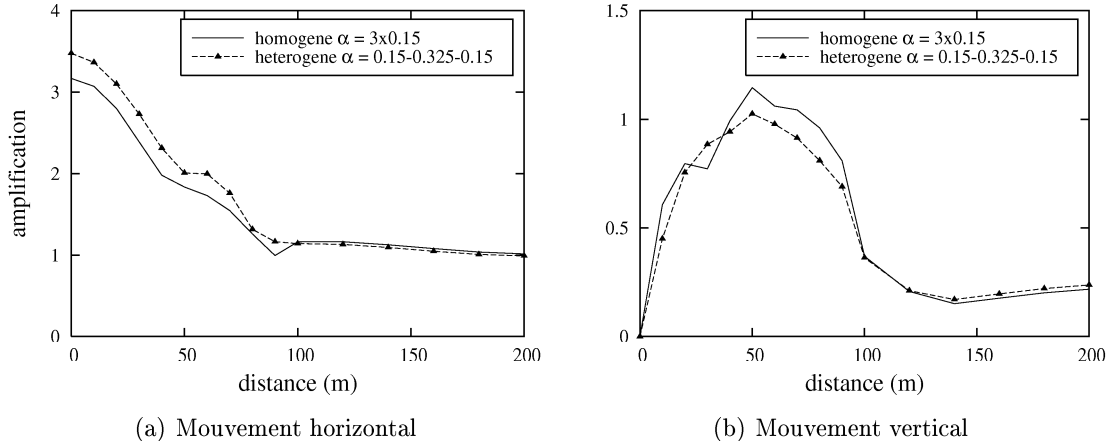 4
3
2
1
0
amplification
homogene α = 3x0.15
heterogene α = 0.15-0.325-0.15
0 50 100 150 200
distance (m)
(a) Mouvement horizontal
1.5
1
0.5
0
homogene α = 3x0.15
heterogene α = 0.15-0.325-0.15
0 50 100 150 200
distance (m)
(b) Mouvement vertical